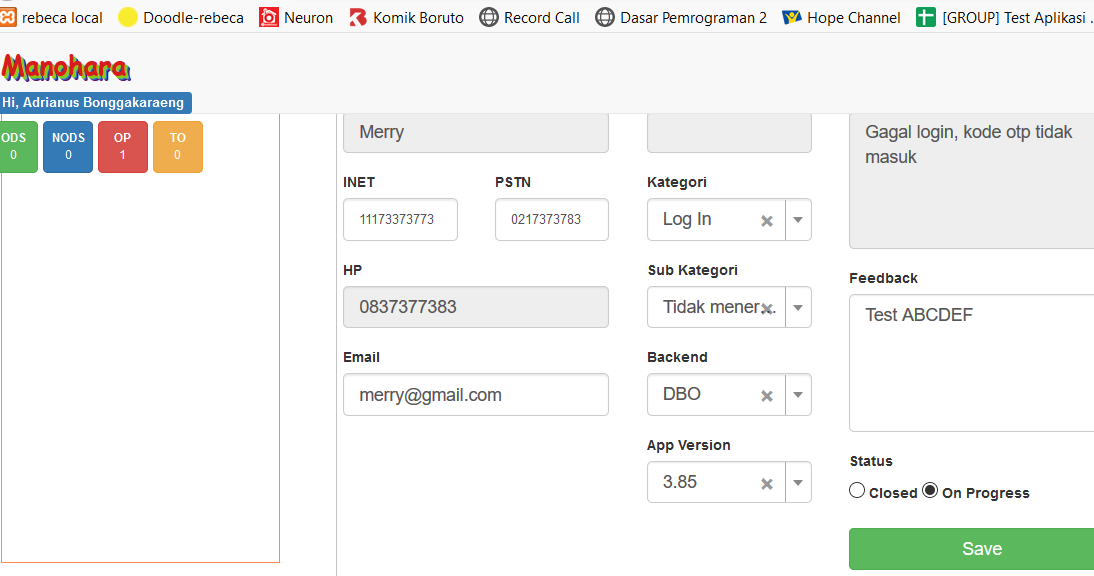 rebeca local Doodle-rebeca Neuron Komik Boruto Record Call Dasar Pemrograman 2 Hope Channel [GROUP] Test Aplikasi .
Manohara
Hi, Adrianus Bonggakaraeng
ODS NODS OP TO
0 0 1 0
Merry
Gagal login, kode otp tidak
masuk
INET PSTN Kategori
11173373773 0217373783 Log In
HP Sub Kategori Feedback
0837377383 Tidak mener... Test ABCDEF
Email Backend
merry@gmail.com DBO
App Version
3.85
Status
Closed On Progress
Save